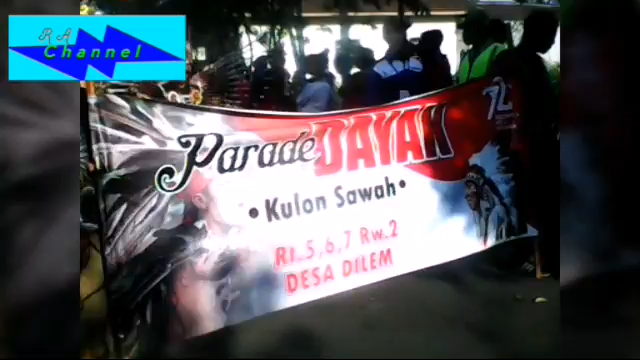 RA
Channel
Parade DAYAK
72
• Kulon Sawah •
Rt.5,6,7 Rw.2
DESA DILEM